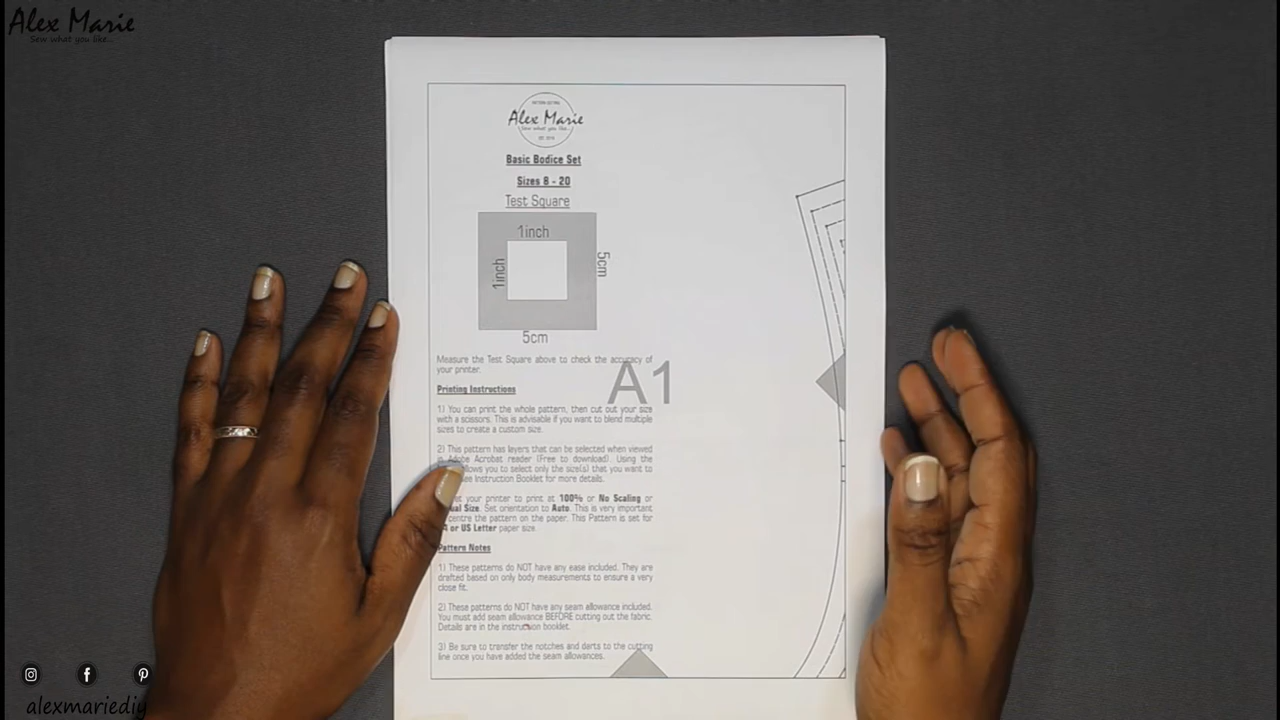 Alex Marie
Sew what you like...
PATTERN CUTTING
Alex Marie
Sew what you like...
EST. 2016
Basic Bodice Set
Sizes 8 - 20
Test Square
1inch
1inch
5cm
5cm
Measure the Test Square above to check the accuracy of
your printer.
A1
Printing Instructions
1) You can print the whole pattern, then cut out your size
with a scissors. This is advisable if you want to blend multiple
sizes to create a custom size.
2) This pattern has layers that can be selected when viewed
in Adobe Acrobat reader (Free to download). Using the
allows you to select only the size(s) that you want to
see Instruction Booklet for more details.
your printer to print at 100% or No Scaling or
Size. Set orientation to Auto. This is very important
centre the pattern on the paper. This Pattern is set for
or US Letter paper size.
Pattern Notes
1) These patterns do NOT have any ease included. They are
drafted based on only body measurements to ensure a very
close fit.
2) These patterns do NOT have any seam allowance included.
You must add seam allowance BEFORE cutting out the fabric.
Details are in the instruction booklet.
3) Be sure to transfer the notches and darts to the cutting
line once you have added the seam allowances.
alexmariediy